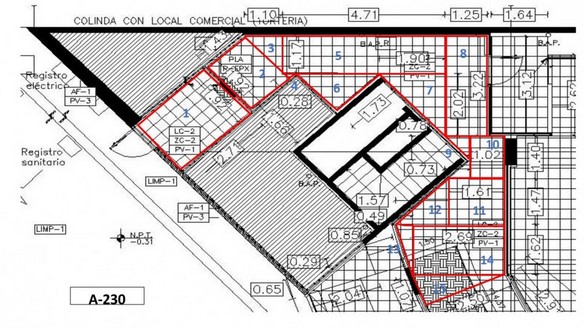 1.10 4.71 1.25 1.64
COLINDA CON LOCAL COMERCIAL (TORTERIA)
1.43
3 1.17 5 B.A.P. 8 B.A.P.
PLA
R-EPX
2 1.90 ZC-2
PV-1
Registro
eléctrico
AF-1
PV-3
4 6 7 3.22 3.12
0.28 2.02 2.62
1 1.73
LC-2
ZC-2
PV-1
1.66 0.78
Registro
sanitario
2.71 9 10
1.02 1.40
0.73
LIMP-1 B.A.P.
1.61
AF-1
PV-3
1.57
0.49
12 11 1.47
LIMP-1
N.P.T.
-0.31
0.85 13 2.69 ZC-2
PV-1
1.62
0.29 14
A-230
0.65 2.04 1.07